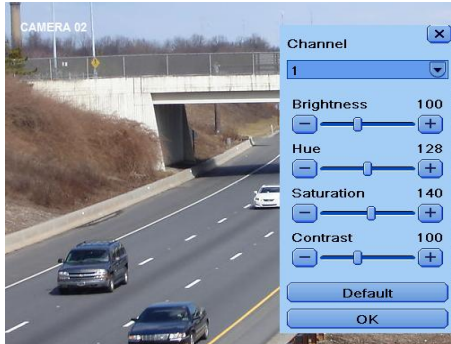 CAMERA 02
Channel
1
Brightness 100
Hue 128
Saturation 140
Contrast 100
Default
OK